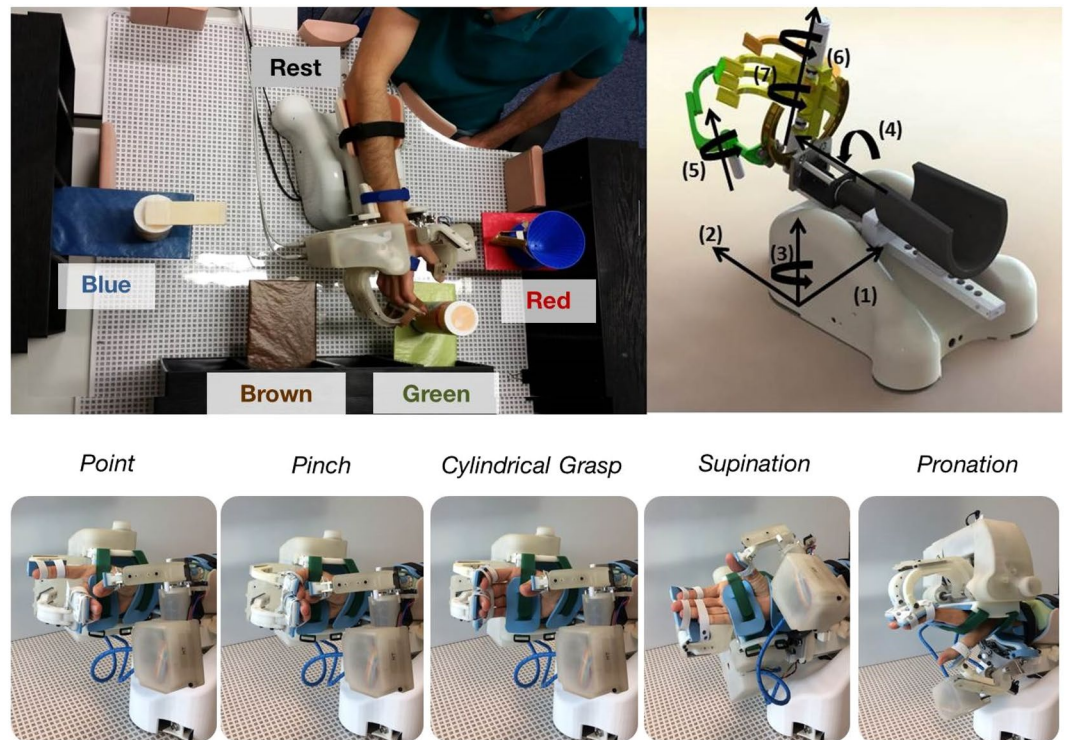 Rest
Blue
Red
Brown
Green
(6)
(7)
(4)
(5)
(2)
(3)
(1)
Point
Pinch
Cylindrical Grasp
Supination
Pronation